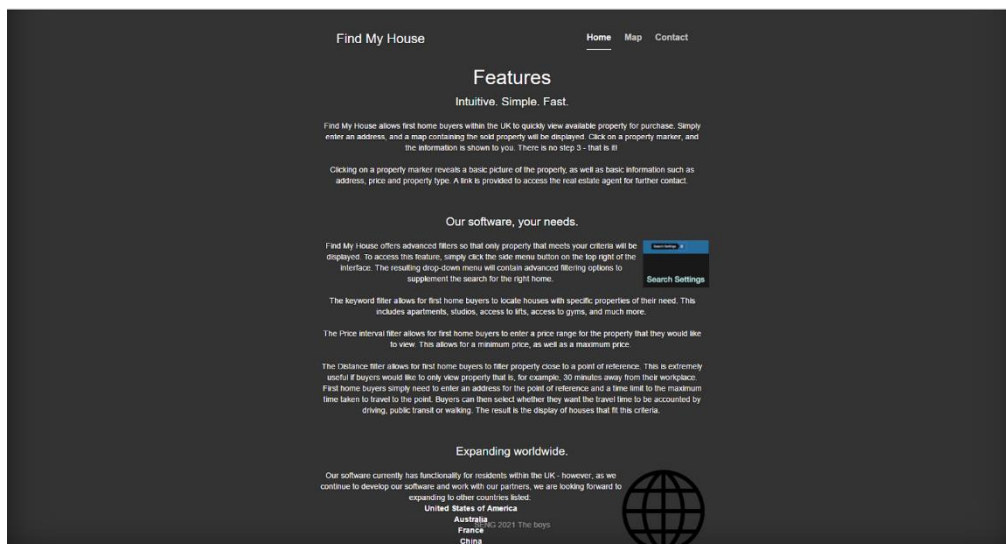 Find My House
Home Map Contact
Features
Intuitive. Simple. Fast.
Find My House allows first home buyers within the UK to quickly view available property for purchase. Simply
enter an address, and a map containing the sold property will be displayed. Click on a property marker, and
the information is shown to you. There is no step 3 - that is it!
Clicking on a property marker reveals a basic picture of the property, as well as basic information such as
address, price and property type. A link is provided to access the real estate agent for further contact.
Our software, your needs.
Find My House offers advanced filters so that only property that meets your criteria will be
displayed. To access this feature, simply click the side menu button on the top right of the
interface. The resulting drop-down menu will contain advanced filtering options to
supplement the search for the right home.
Search Settings
Search Settings
The keyword filter allows for first home buyers to locate houses with specific properties of their need. This
includes apartments, studios, access to lifts, access to gyms, and much more.
The Price interval filter allows for first home buyers to enter a price range for the property that they would like
to view. This allows for a minimum price, as well as a maximum price.
The Distance filter allows for first home buyers to filter property close to a point of reference. This is extremely
useful if buyers would like to only view property that is, for example, 30 minutes away from their workplace.
First home buyers simply need to enter an address for the point of reference and a time limit to the maximum
time taken to travel to the point. Buyers can then select whether they want the travel time to be accounted by
driving, public transit or walking. The result is the display of houses that fit this criteria.
Expanding worldwide.
Our software currently has functionality for residents within the UK - however, as we
continue to develop our software and work with our partners, we are looking forward to
expanding to other countries listed:
United States of America
Australia
SENG 2021 The boys
France
China